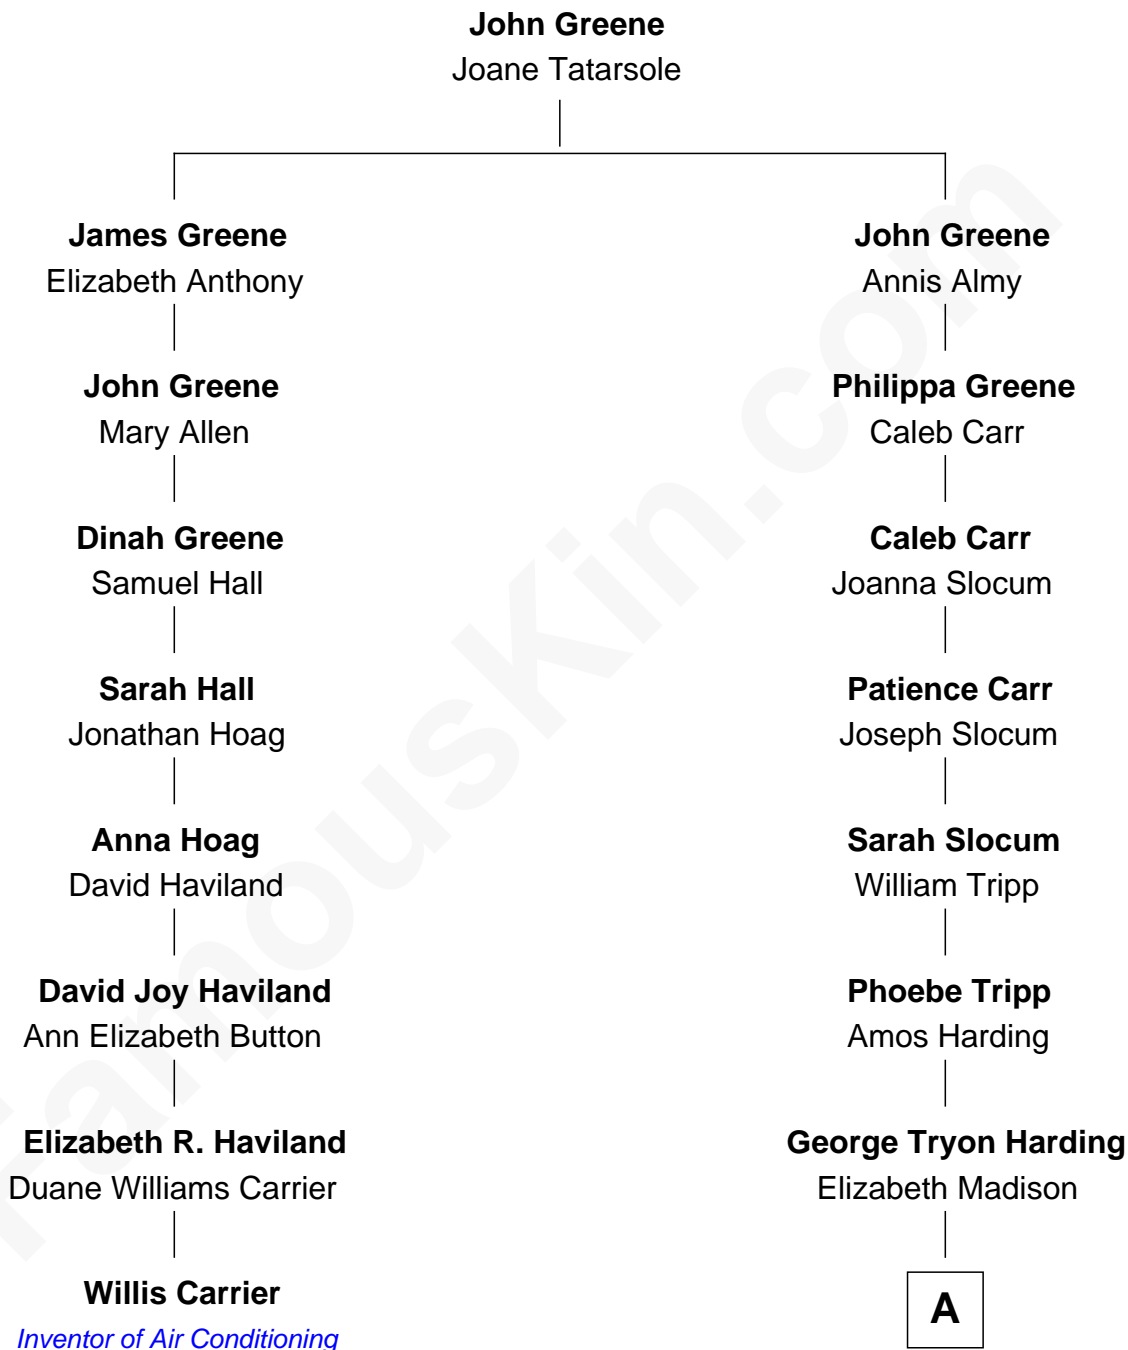 John Greene
Joane Tatarsole
James Greene
Elizabeth Anthony
John Greene
Mary Allen
Dinah Greene
Samuel Hall
Sarah Hall
Jonathan Hoag
Anna Hoag
David Haviland
David Joy Haviland
Ann Elizabeth Button
Elizabeth R. Haviland
Duane Williams Carrier
Willis Carrier
Inventor of Air Conditioning
John Greene
Annis Almy
Philippa Greene
Caleb Carr
Caleb Carr
Joanna Slocum
Patience Carr
Joseph Slocum
Sarah Slocum
William Tripp
Phoebe Tripp
Amos Harding
George Tryon Harding
Elizabeth Madison
A
FamousKin.com